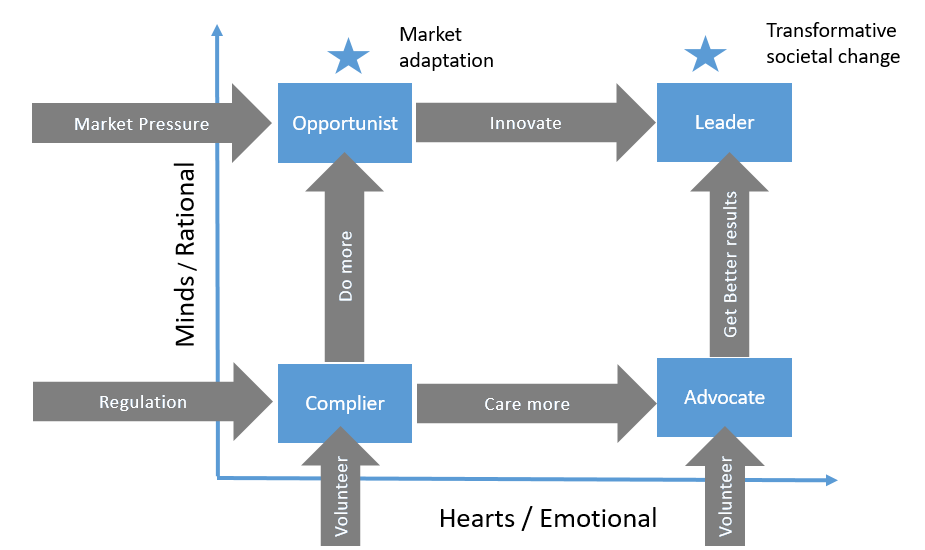 Market
adaptation
Transformative
societal change
Market Pressure
Opportunist
Innovate
Leader
Minds / Rational
Do more
Get Better results
Regulation
Complier
Care more
Advocate
Volunteer
Volunteer
Hearts / Emotional